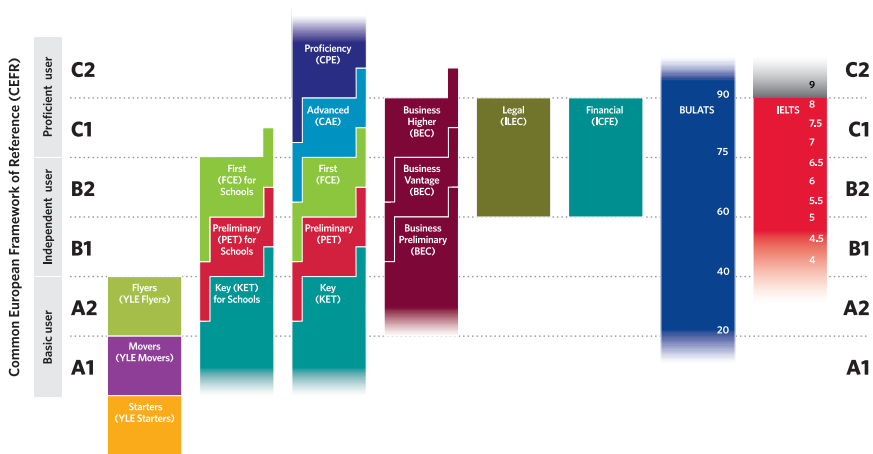 Common European Framework of Reference (CEFR)
Proficient user
Independent user
Basic user
C2
C1
B2
B1
A2
A1
Flyers
(YLE Flyers)
Movers
(YLE Movers)
Starters
(YLE Starters)
First
(FCE) for
Schools
Preliminary
(PET) for
Schools
Key (KET)
for Schools
Proficiency
(CPE)
Advanced
(CAE)
First
(FCE)
Preliminary
(PET)
Key
(KET)
Business
Higher
(BEC)
Business
Vantage
(BEC)
Business
Preliminary
(BEC)
Legal
(ILEC)
Financial
(ICFE)
BULATS
90
75
60
40
20
IELTS
9
8
7.5
7
6.5
6
5.5
5
4.5
4
C2
C1
B2
B1
A2
A1